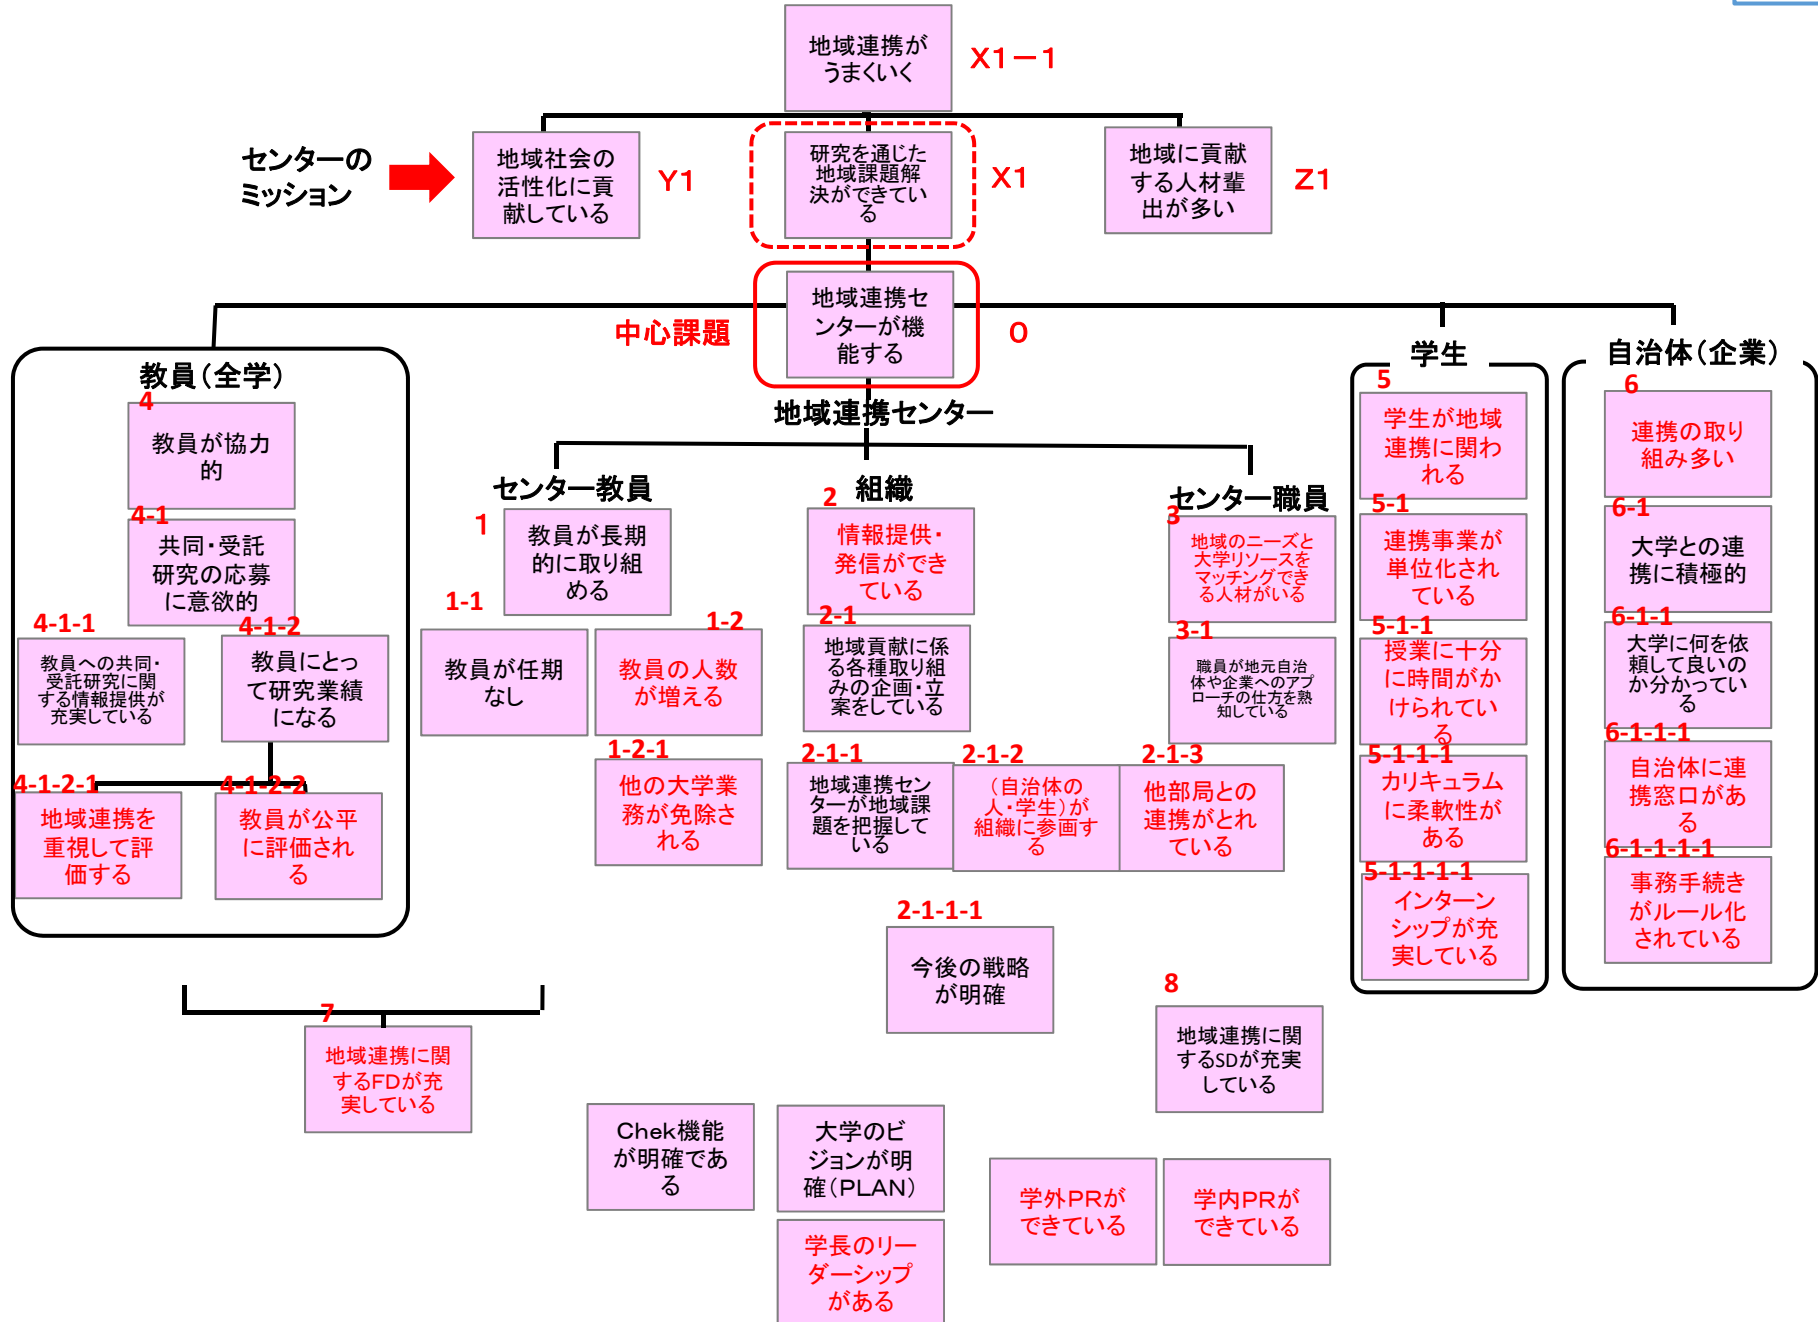 地域連携が
うまくいく
X1－1
センターの
ミッション
地域社会の
活性化に貢
献している
Y1
研究を通じた
地域課題解
決ができてい
る
X1
地域に貢献
する人材輩
出が多い
Z1
中心課題
地域連携セ
ンターが機
能する
0
教員（全学）
4
教員が協力
的
4-1
共同・受託
研究の応募
に意欲的
4-1-1
教員への共同・
受託研究に関
する情報提供が
充実している
4-1-2
教員にとっ
て研究業績
になる
4-1-2-1
地域連携を
重視して評
価する
4-1-2-2
教員が公平
に評価され
る
地域連携センター
センター教員
1
教員が長期
的に取り組
める
1-1
教員が任期
なし
1-2
教員の人数
が増える
1-2-1
他の大学業
務が免除さ
れる
組織
2
情報提供・
発信ができ
ている
2-1
地域貢献に係
る各種取り組
みの企画・立
案をしている
2-1-1
地域連携セン
ターが地域課
題を把握して
いる
2-1-2
（自治体の
人・学生）が
組織に参画す
る
2-1-3
他部局との
連携がとれ
ている
2-1-1-1
今後の戦略
が明確
センター職員
3
地域のニーズと
大学リソースを
マッチングでき
る人材がいる
3-1
職員が地元自治
体や企業へのアプ
ローチの仕方を熟
知している
学生
5
学生が地域
連携に関わ
れる
5-1
連携事業が
単位化され
ている
5-1-1
授業に十分
に時間がか
けられてい
る
5-1-1-1
カリキュラム
に柔軟性が
ある
5-1-1-1-1
インターン
シップが充
実している
自治体（企業）
6
連携の取り
組み多い
6-1
大学との連
携に積極的
6-1-1
大学に何を依
頼して良いの
か分かってい
る
6-1-1-1
自治体に連
携窓口があ
る
6-1-1-1-1
事務手続き
がルール化
されている
7
地域連携に関
するFDが充
実している
8
地域連携に関
するSDが充実
している
Chek機能
が明確であ
る
大学のビ
ジョンが明
確（PLAN）
学長のリー
ダーシップ
がある
学外PRが
できている
学内PRが
できている